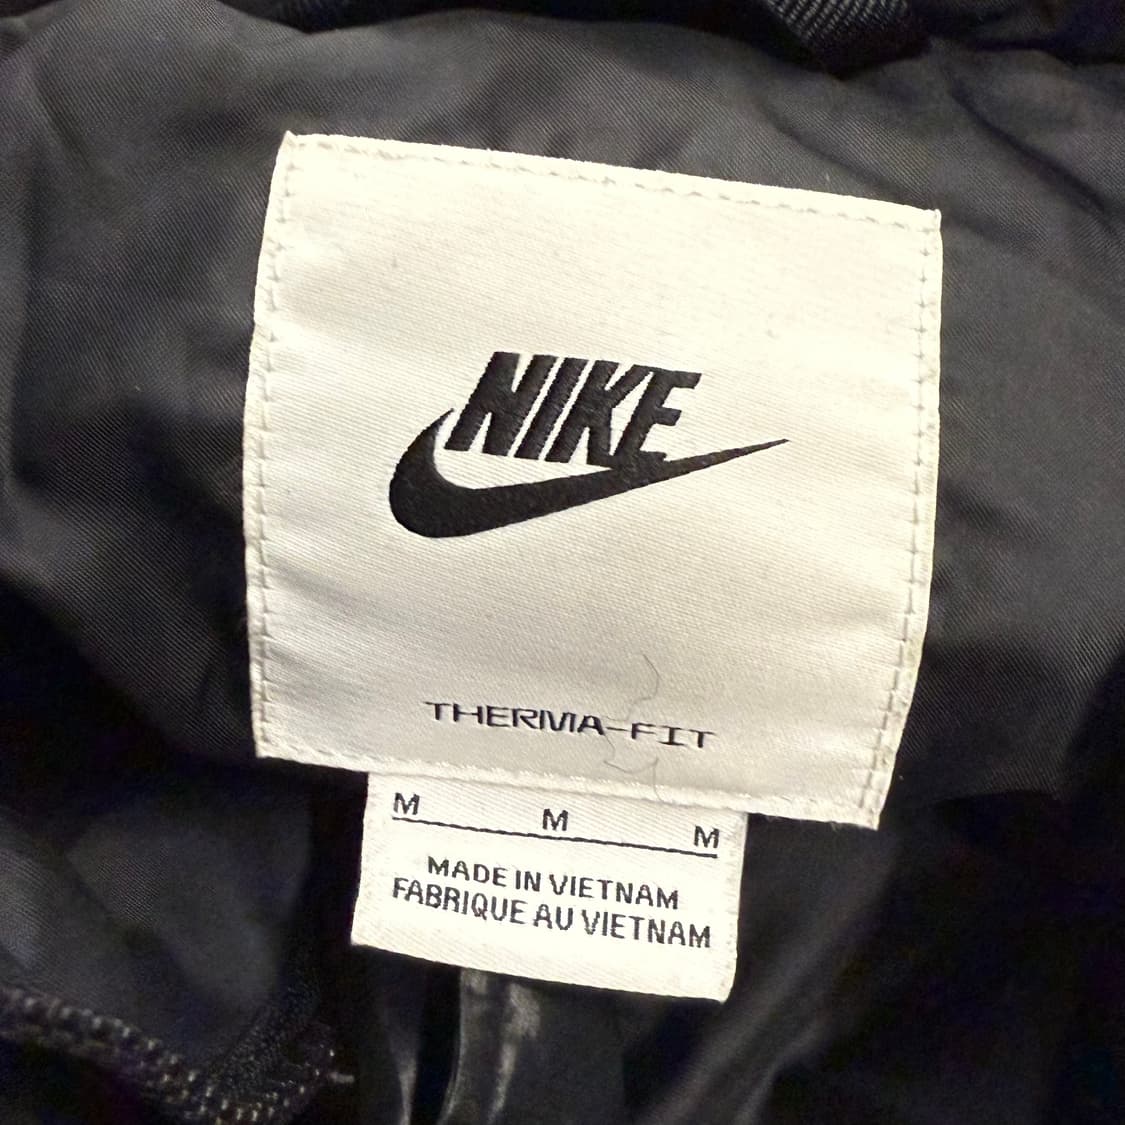 NIKE
THERMA-FIT
M M M
MADE IN VIETNAM
FABRIQUE AU VIETNAM